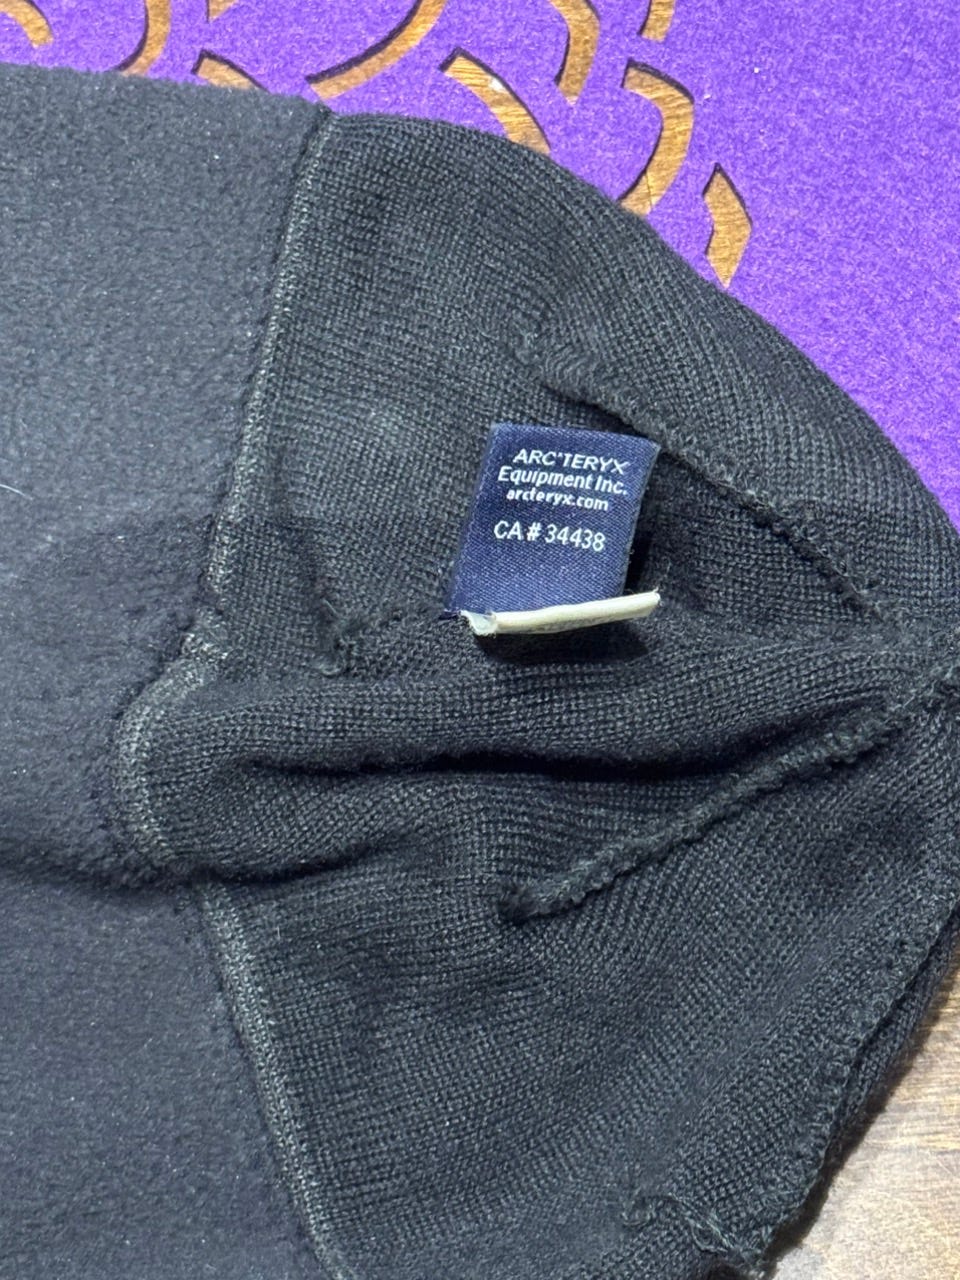 ARC'TERYX
Equipment Inc.
arcteryx.com
CA # 34438